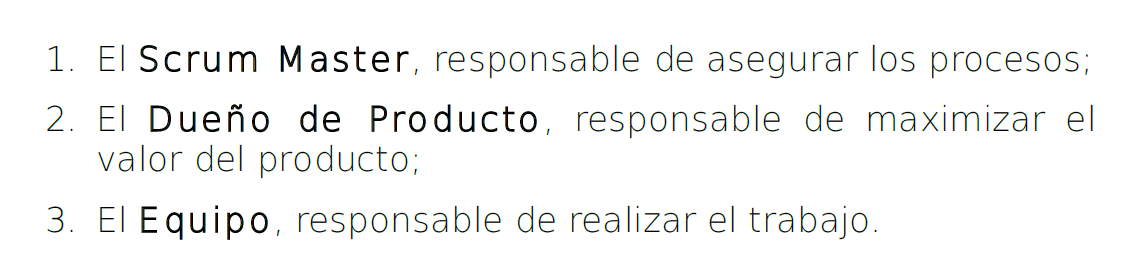 1. El Scrum Master, responsable de asegurar los procesos;
2. El Dueño de Producto, responsable de maximizar el
valor del producto;
3. El Equipo, responsable de realizar el trabajo.